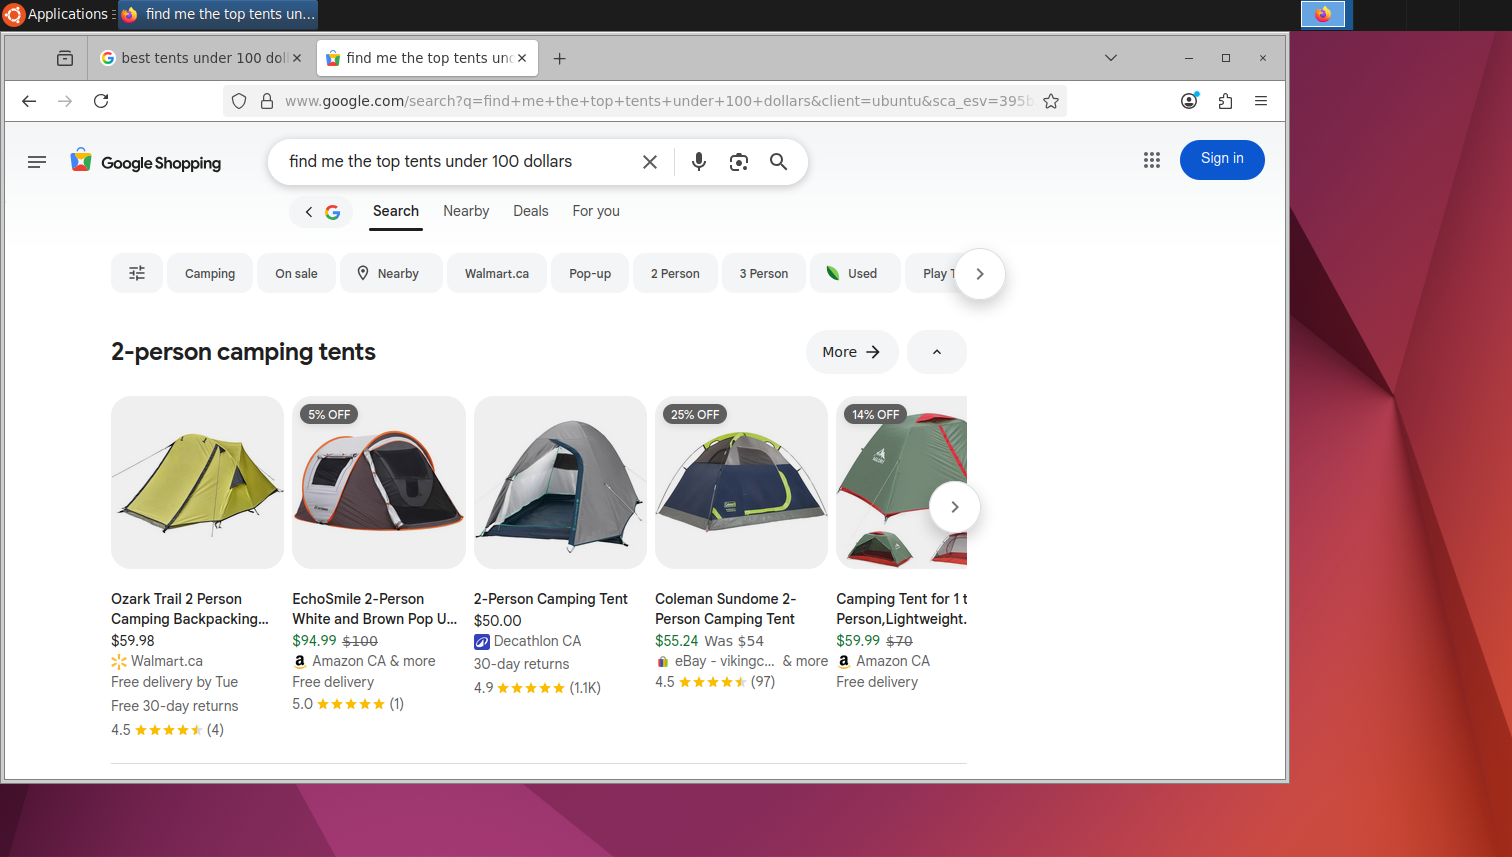 Applications
find me the top tents un...
best tents under 100 dol
find me the top tents un
www.google.com/search?q=find+me+the+top+tents+under+100+dollars&client=ubuntu&sca_esv=395b
Google Shopping
find me the top tents under 100 dollars
Sign in
Search
Nearby
Deals
For you
Camping
On sale
Nearby
Walmart.ca
Pop-up
2 Person
3 Person
Used
Play T
2-person camping tents
More
5% OFF
25% OFF
14% OFF
Ozark Trail 2 Person
Camping Backpacking...
$59.98
Walmart.ca
Free delivery by Tue
Free 30-day returns
4.5 (4)
EchoSmile 2-Person
White and Brown Pop U...
$94.99 $100
Amazon CA & more
Free delivery
5.0 (1)
2-Person Camping Tent
$50.00
Decathlon CA
30-day returns
4.9 (1.1K)
Coleman Sundome 2-
Person Camping Tent
$55.24 Was $54
eBay - vikingc... & more
4.5 (97)
Camping Tent for 1 t
Person,Lightweight.
$59.99 $70
Amazon CA
Free delivery